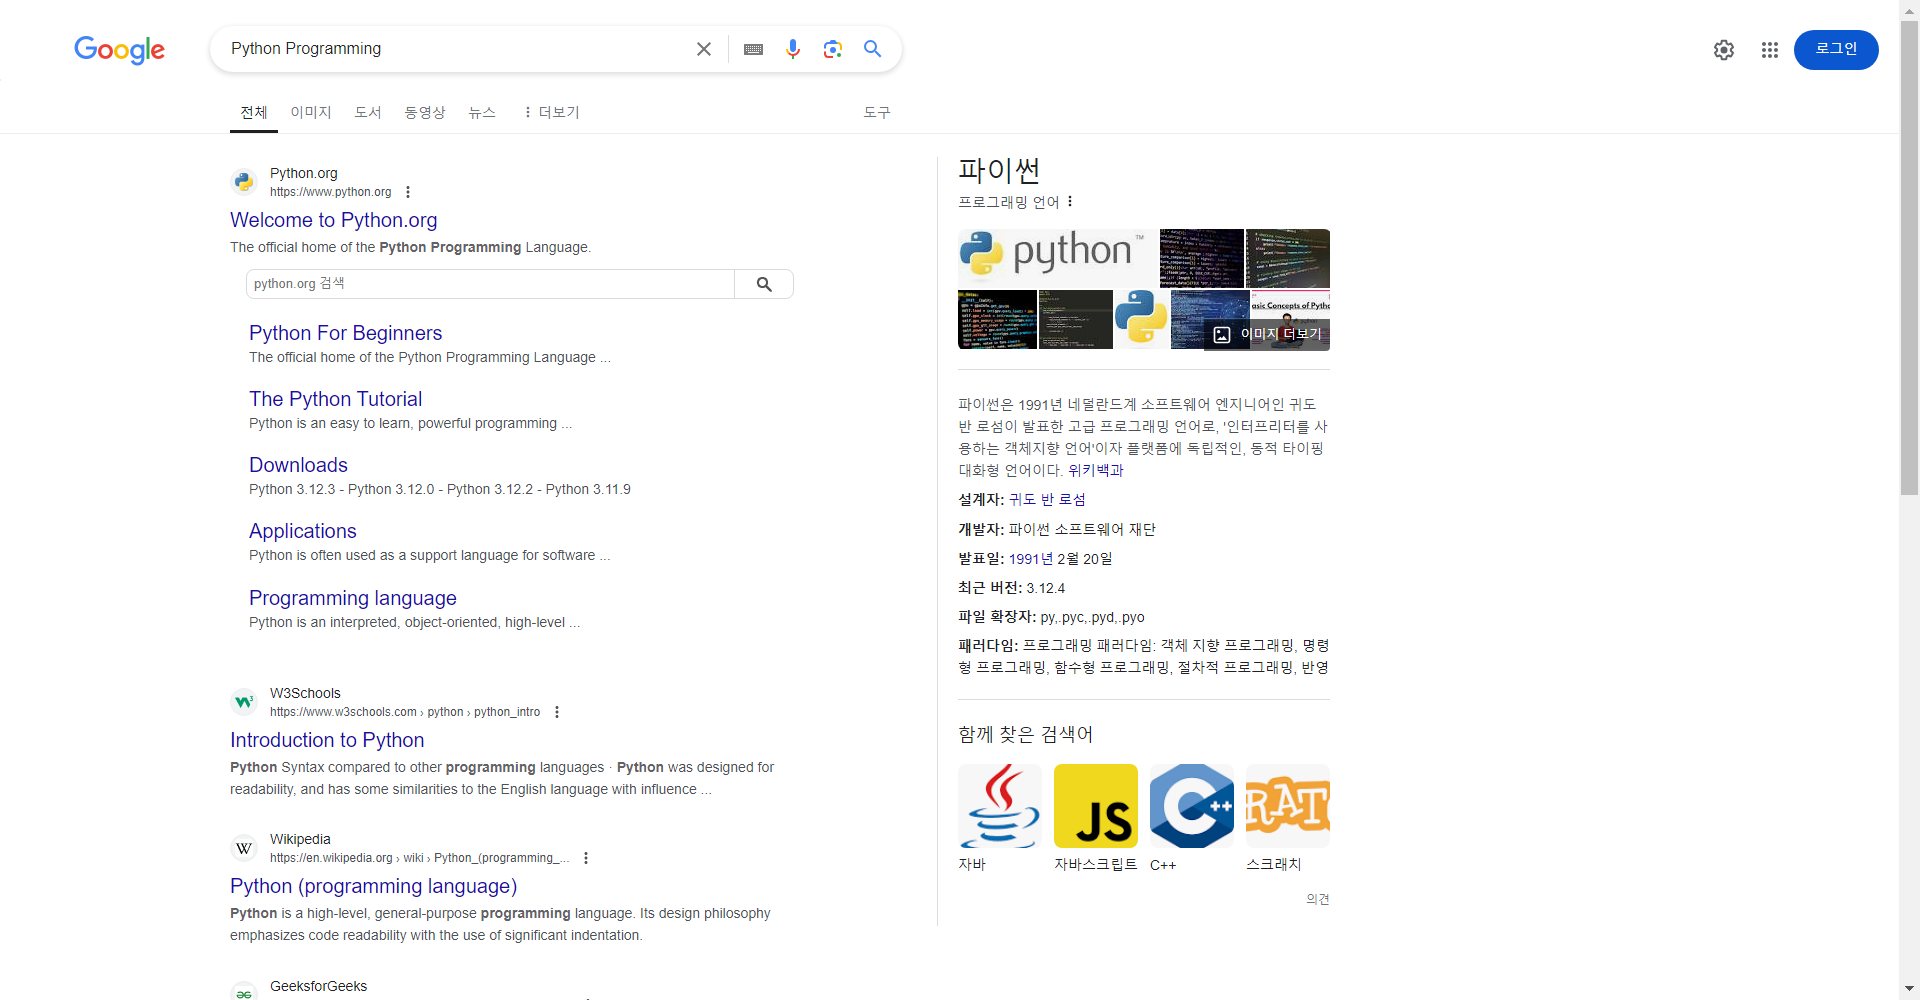 Google
Python Programming
로그인
전체
이미지
도서
동영상
뉴스
더보기
도구
Python.org
https://www.python.org
Welcome to Python.org
The official home of the Python Programming Language.
python.org 검색
Python For Beginners
The official home of the Python Programming Language ...
The Python Tutorial
Python is an easy to learn, powerful programming ...
Downloads
Python 3.12.3 - Python 3.12.0 - Python 3.12.2 - Python 3.11.9
Applications
Python is often used as a support language for software ...
Programming language
Python is an interpreted, object-oriented, high-level ...
W3Schools
https://www.w3schools.com › python › python_intro
Introduction to Python
Python Syntax compared to other programming languages · Python was designed for
readability, and has some similarities to the English language with influence ...
Wikipedia
https://en.wikipedia.org › wiki › Python_(programming_...
Python (programming language)
Python is a high-level, general-purpose programming language. Its design philosophy
emphasizes code readability with the use of significant indentation.
GeeksforGeeks
파이썬
프로그래밍 언어
python™
asic Concepts of Pytho
이미지 더보기
파이썬은 1991년 네덜란드계 소프트웨어 엔지니어인 귀도
반 로섬이 발표한 고급 프로그래밍 언어로, '인터프리터를 사
용하는 객체지향 언어'이자 플랫폼에 독립적인, 동적 타이핑
대화형 언어이다. 위키백과
설계자: 귀도 반 로섬
개발자: 파이썬 소프트웨어 재단
발표일: 1991년 2월 20일
최근 버전: 3.12.4
파일 확장자: py,.pyc,.pyd,.pyo
패러다임: 프로그래밍 패러다임: 객체 지향 프로그래밍, 명령
형 프로그래밍, 함수형 프로그래밍, 절차적 프로그래밍, 반영
함께 찾은 검색어
JS
C++
RAT
자바
자바스크립트
C++
스크래치
의견